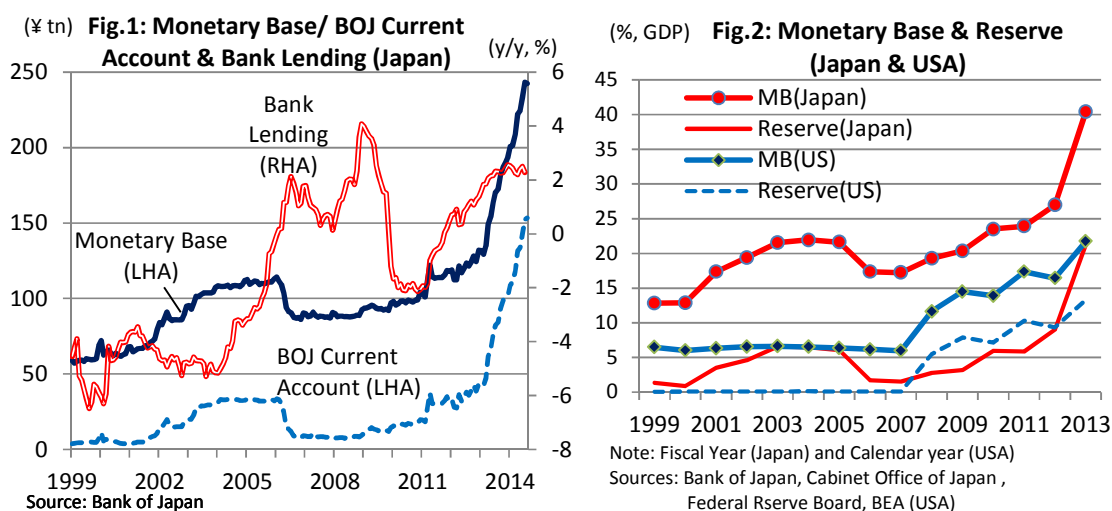 (¥ tn) Fig.1: Monetary Base/ BOJ Current
Account & Bank Lending (Japan) (y/y, %)
250
200
150
100
50
0
6
4
2
0
-2
-4
-6
-8
Bank
Lending
(RHA)
Monetary Base
(LHA)
BOJ Current
Account (LHA)
1999 2002 2005 2008 2011 2014
Source: Bank of Japan
(%, GDP) Fig.2: Monetary Base & Reserve
(Japan & USA)
45
40
35
30
25
20
15
10
5
0
MB(Japan)
Reserve(Japan)
MB(US)
Reserve(US)
1999 2001 2003 2005 2007 2009 2011 2013
Note: Fiscal Year (Japan) and Calendar year (USA)
Sources: Bank of Japan, Cabinet Office of Japan ,
Federal Rserve Board, BEA (USA)